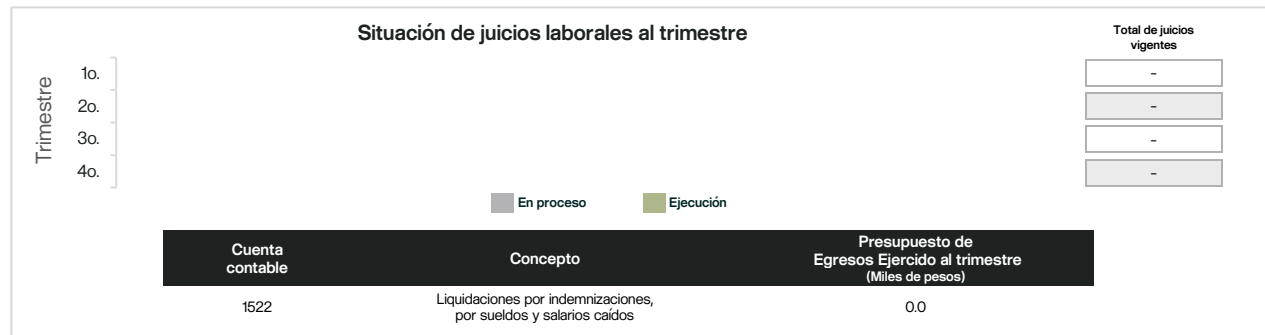 Situación de juicios laborales al trimestre
Total de juicios
vigentes
Trimestre
1o.
-
2o.
-
3o.
-
4o.
-
En proceso
Ejecución
Cuenta
contable
Concepto
Presupuesto de
Egresos Ejercido al trimestre
(Miles de pesos)
1522
Liquidaciones por indemnizaciones,
por sueldos y salarios caídos
0.0